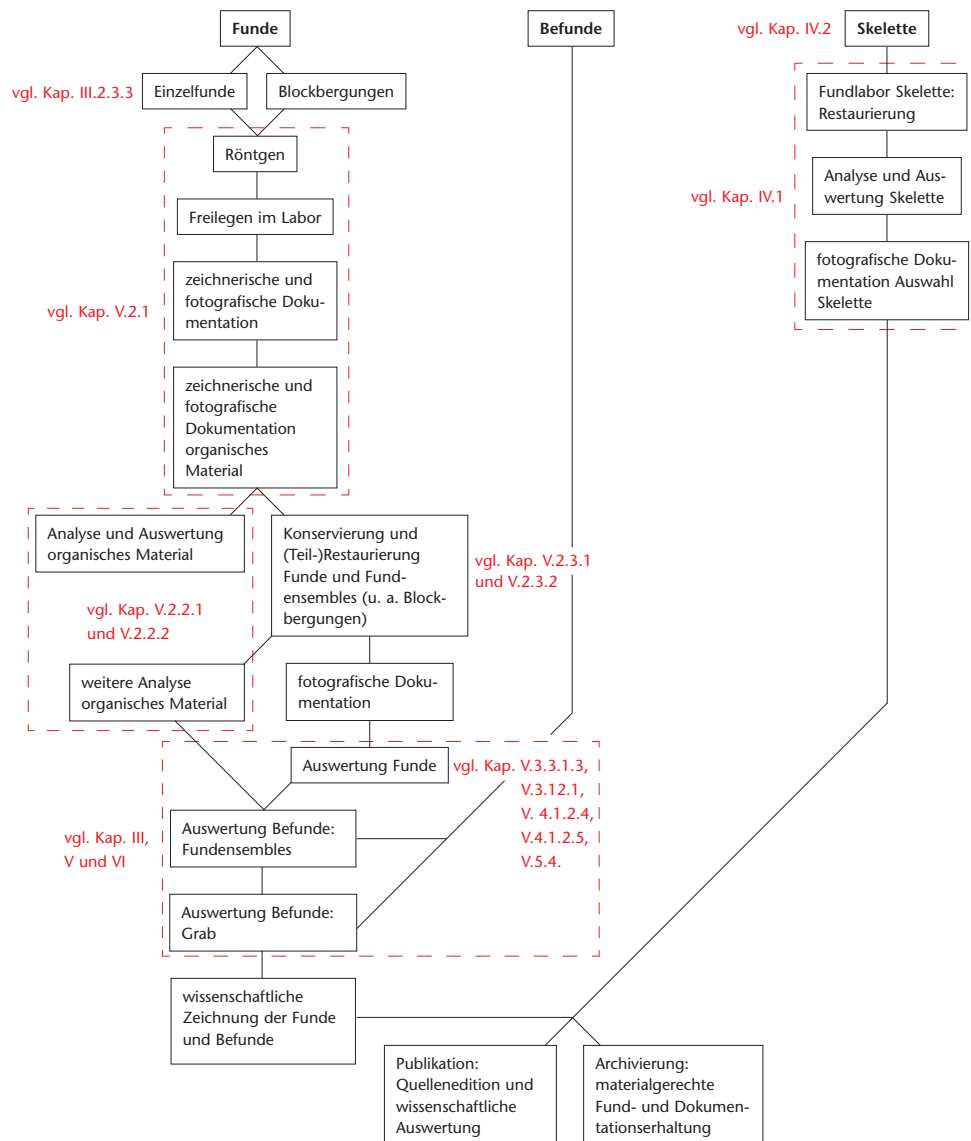 Funde
Befunde
vgl. Kap. IV.2
Skelette
vgl. Kap. III.2.3.3
Einzelfunde
Blockbergungen
Fundlabor Skelette:
Restaurierung
Röntgen
Analyse und Aus-
wertung Skelette
vgl. Kap. IV.1
Freilegen im Labor
fotografische Doku-
mentation Auswahl
Skelette
zeichnerische und
fotografische Doku-
mentation
vgl. Kap. V.2.1
zeichnerische und
fotografische
Dokumentation
organisches
Material
Analyse und Auswertung
organisches Material
Konservierung und
(Teil-)Restaurierung
Funde und Fund-
ensembles (u. a. Block-
bergungen)
vgl. Kap. V.2.3.1
und V.2.3.2
vgl. Kap. V.2.2.1
und V.2.2.2
weitere Analyse
organisches Material
fotografische Doku-
mentation
Auswertung Funde
vgl. Kap. V.3.3.1.3,
V.3.12.1,
V. 4.1.2.4,
V.4.1.2.5,
V.5.4.
vgl. Kap. III,
V und VI
Auswertung Befunde:
Fundensembles
Auswertung Befunde:
Grab
wissenschaftliche
Zeichnung der Funde
und Befunde
Publikation:
Quellenedition und
wissenschaftliche
Auswertung
Archivierung:
materialgerechte
Fund- und Dokumen-
tationserhaltung